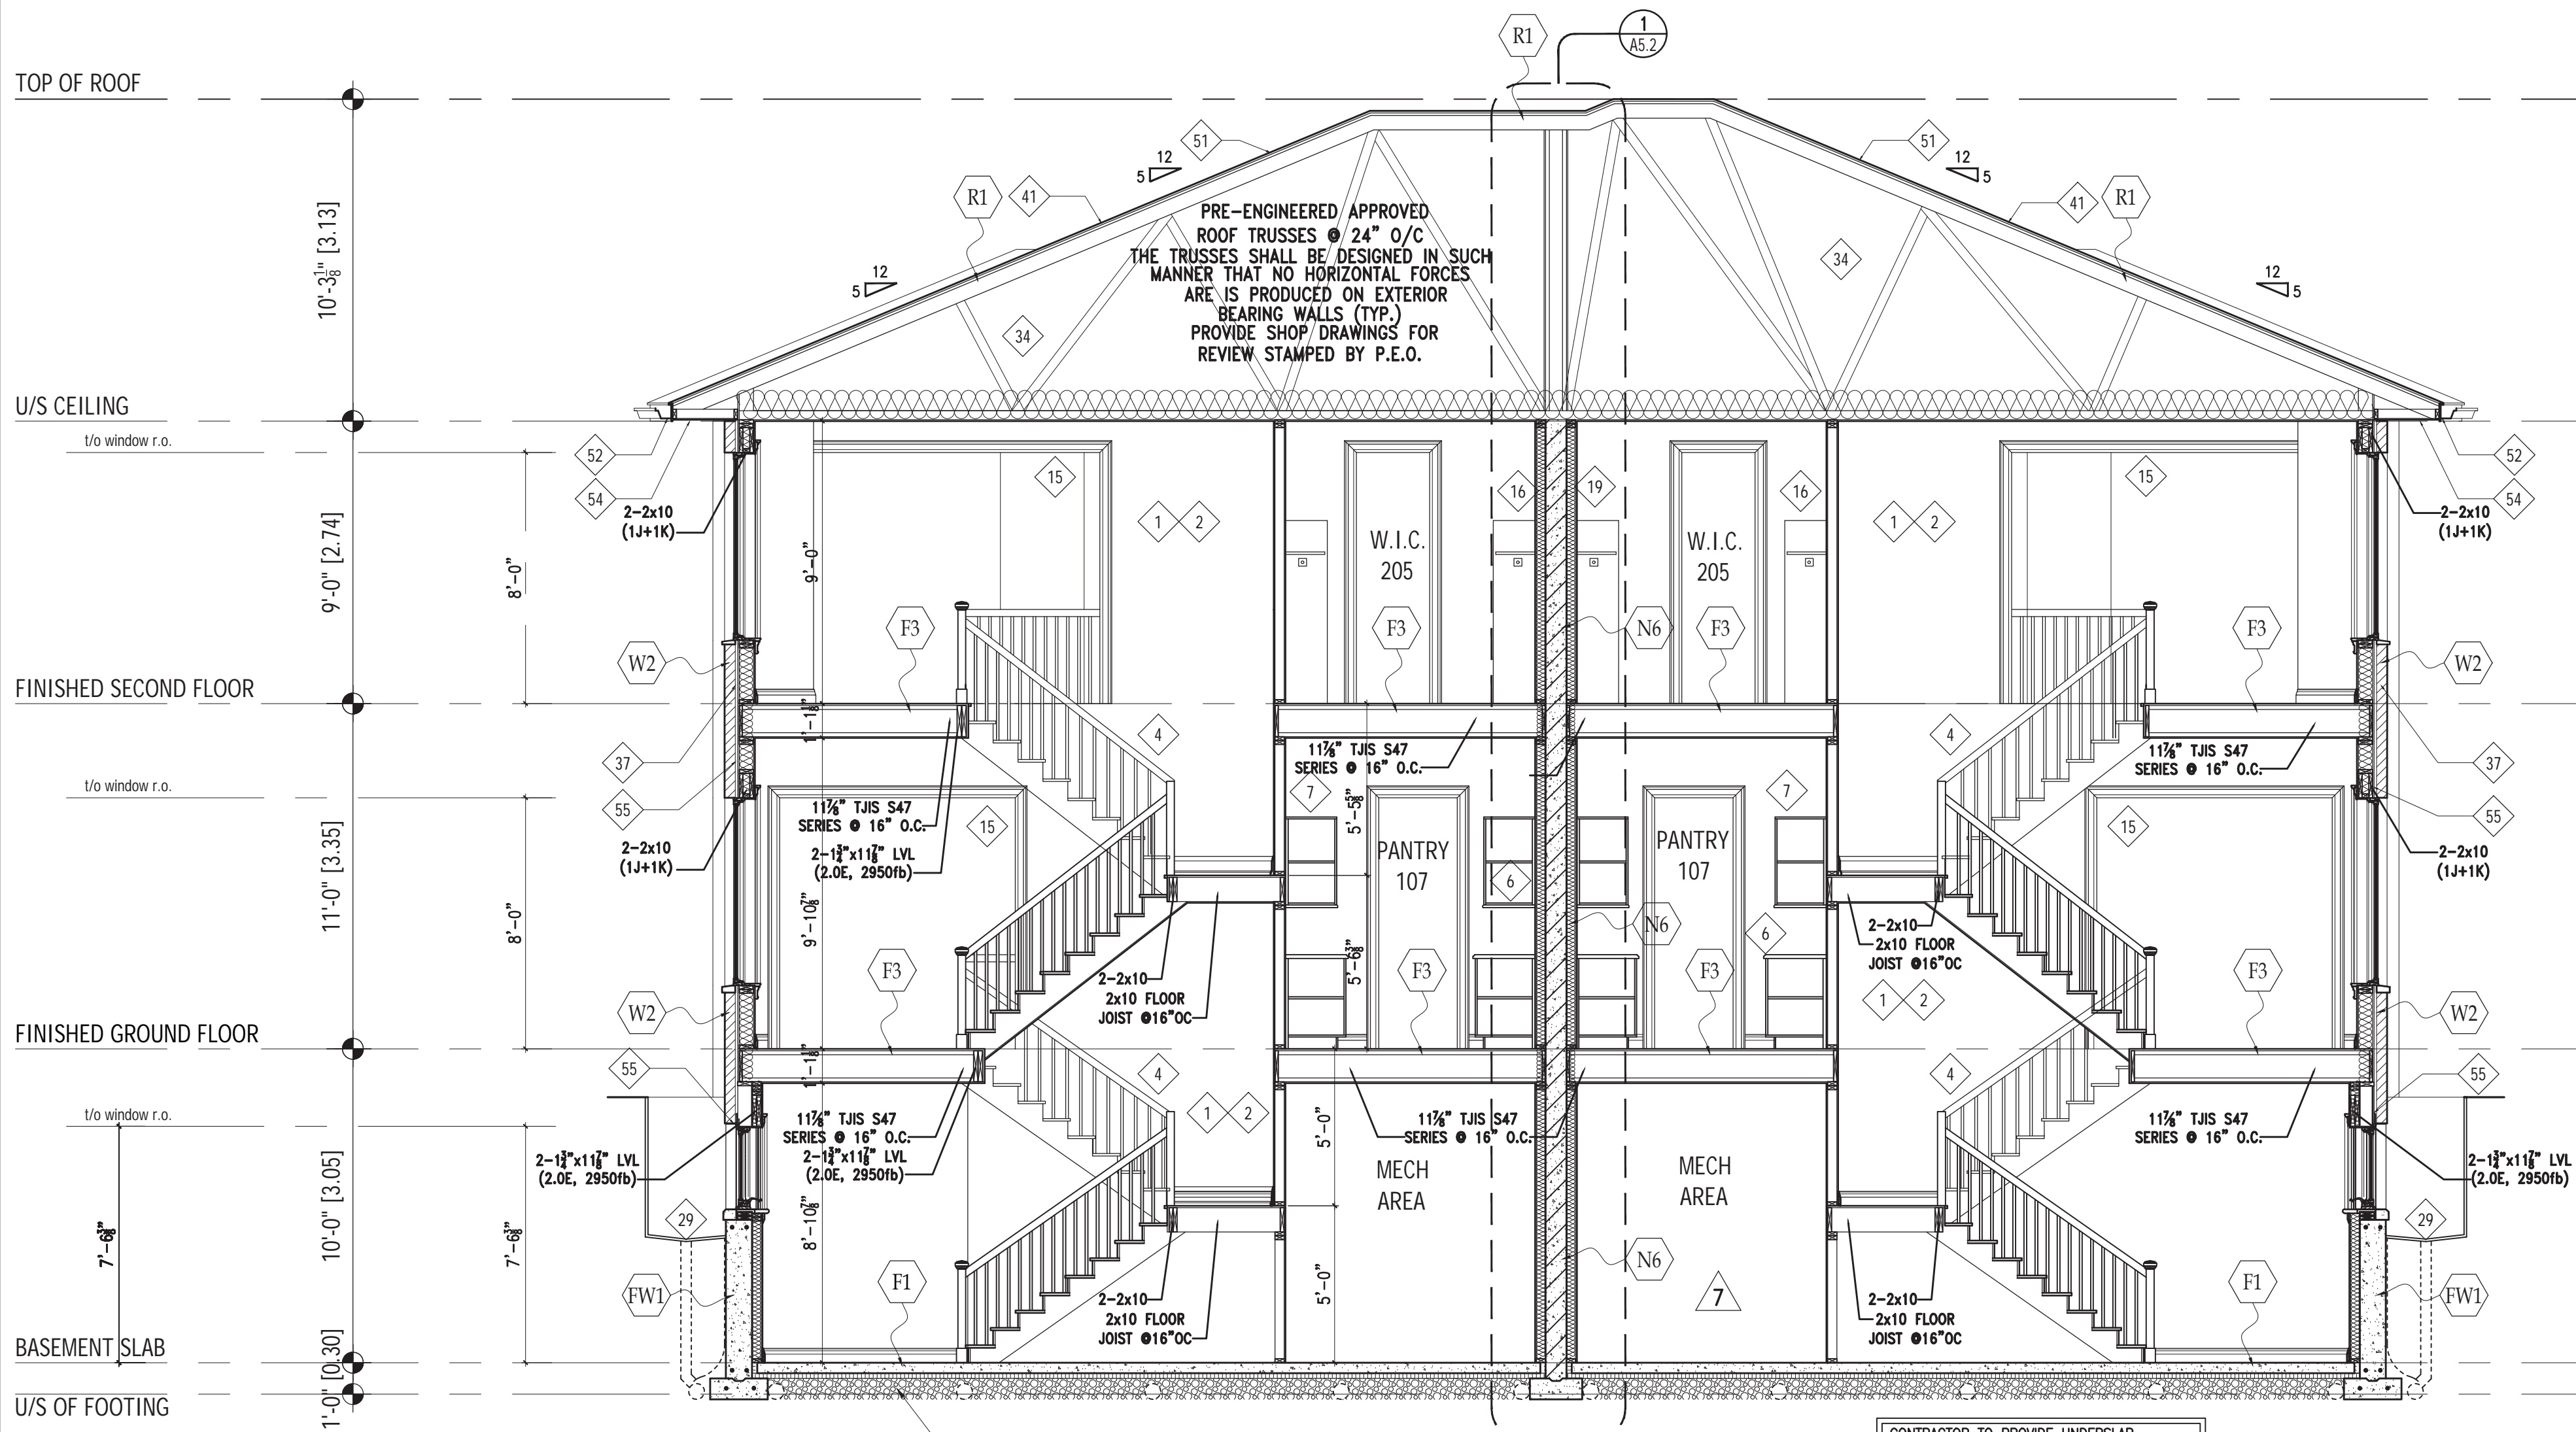 TOP OF ROOF
R1
1
A5.2
51
51
12
5
12
5
R1
41
41
R1
PRE-ENGINEERED APPROVED
ROOF TRUSSES @ 24" O/C
THE TRUSSES SHALL BE DESIGNED IN SUCH
MANNER THAT NO HORIZONTAL FORCES
ARE IS PRODUCED ON EXTERIOR
BEARING WALLS (TYP.)
PROVIDE SHOP DRAWINGS FOR
REVIEW STAMPED BY P.E.O.
10'-3⅛" [3.13]
12
5
12
5
34
34
U/S CEILING
t/o window r.o.
52
54
2-2x10
(1J+1K)
15
1
2
16
19
16
1
2
15
52
54
2-2x10
(1J+1K)
9'-0" [2.74]
8'-0"
9'-0"
W.I.C.
205
W.I.C.
205
F3
F3
N6
F3
F3
W2
W2
FINISHED SECOND FLOOR
1'-1⅛"
4
4
37
37
11⅞" TJIS S47
SERIES @ 16" O.C.
11⅞" TJIS S47
SERIES @ 16" O.C.
t/o window r.o.
55
55
7
7
11⅞" TJIS S47
SERIES @ 16" O.C.
15
15
2-2x10
(1J+1K)
2-1¾"x11⅞" LVL
(2.0E, 2950fb)
5'-5⅝"
PANTRY
107
PANTRY
107
2-2x10
(1J+1K)
11'-0" [3.35]
8'-0"
9'-10⅞"
6
6
N6
5'-6⅜"
2-2x10
2x10 FLOOR
JOIST @16"OC
2-2x10
2x10 FLOOR
JOIST @16"OC
F3
F3
F3
F3
1
2
W2
W2
FINISHED GROUND FLOOR
1'-1⅛"
55
4
4
55
t/o window r.o.
1
2
11⅞" TJIS S47
SERIES @ 16" O.C.
2-1¾"x11⅞" LVL
(2.0E, 2950fb)
11⅞" TJIS S47
SERIES @ 16" O.C.
11⅞" TJIS S47
SERIES @ 16" O.C.
2-1¾"x11⅞" LVL
(2.0E, 2950fb)
2-1¾"x11⅞" LVL
(2.0E, 2950fb)
5'-0"
MECH
AREA
MECH
AREA
7'-6⅜"
10'-0" [3.05]
7'-6⅜"
8'-10⅞"
29
29
FW1
F1
5'-0"
N6
7
F1
FW1
2-2x10
2x10 FLOOR
JOIST @16"OC
2-2x10
2x10 FLOOR
JOIST @16"OC
BASEMENT SLAB
1'-0" [0.30]
U/S OF FOOTING
CONTRACTOR TO PROVIDE UNDERSLAB